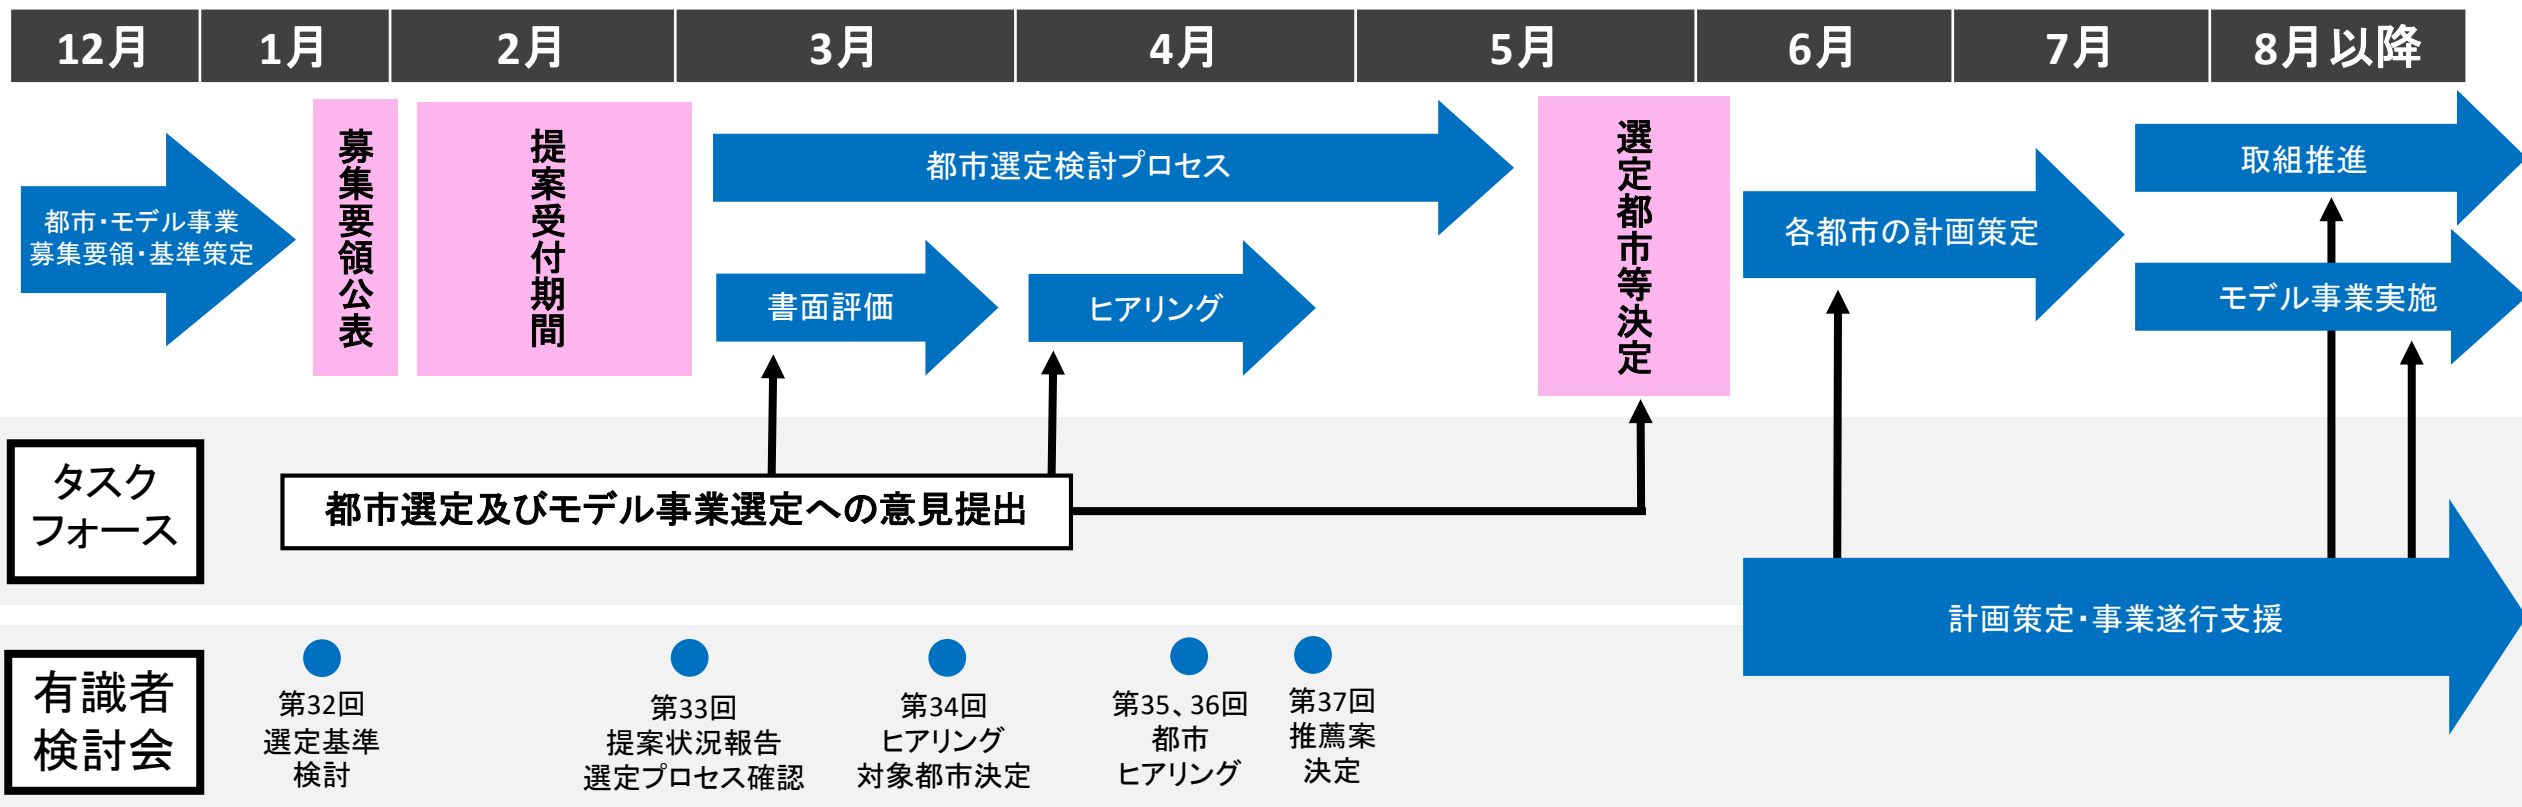 12月
1月
2月
3月
4月
5月
6月
7月
8月以降
都市・モデル事業
募集要領・基準策定
募集要領公表
提案受付期間
都市選定検討プロセス
書面評価
ヒアリング
選定都市等決定
各都市の計画策定
取組推進
モデル事業実施
タスク
フォース
都市選定及びモデル事業選定への意見提出
計画策定・事業遂行支援
有識者
検討会
第32回
選定基準
検討
第33回
提案状況報告
選定プロセス確認
第34回
ヒアリング
対象都市決定
第35、36回
都市
ヒアリング
第37回
推薦案
決定